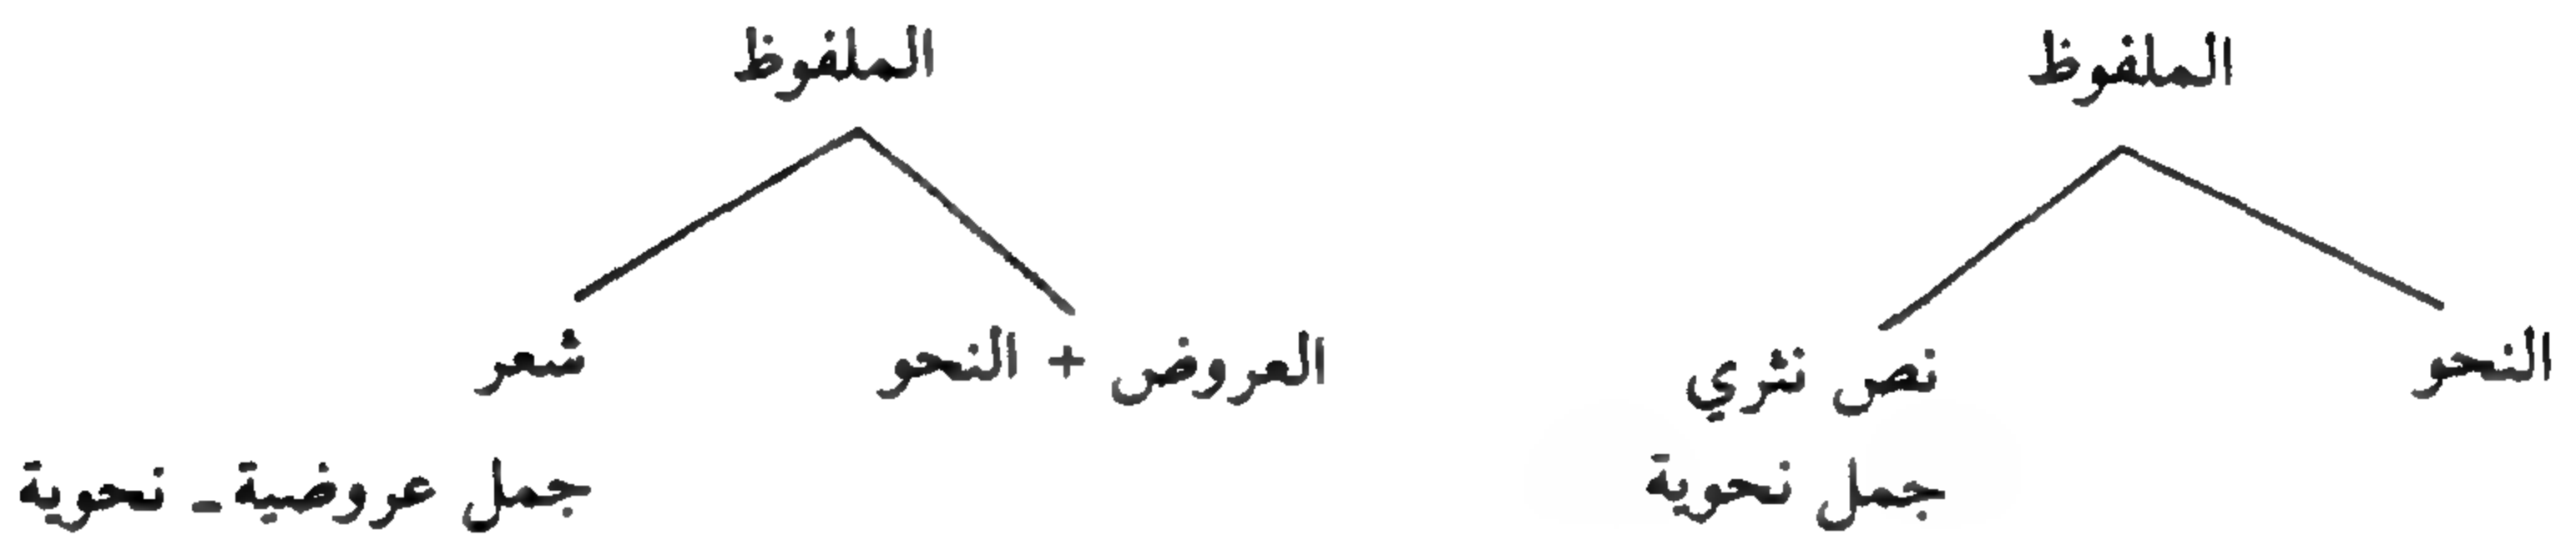 الملفوظ
النحو
نص نثري
جمل نحوية
الملفوظ
العروض + النحو
شعر
جمل عروضية - نحوية